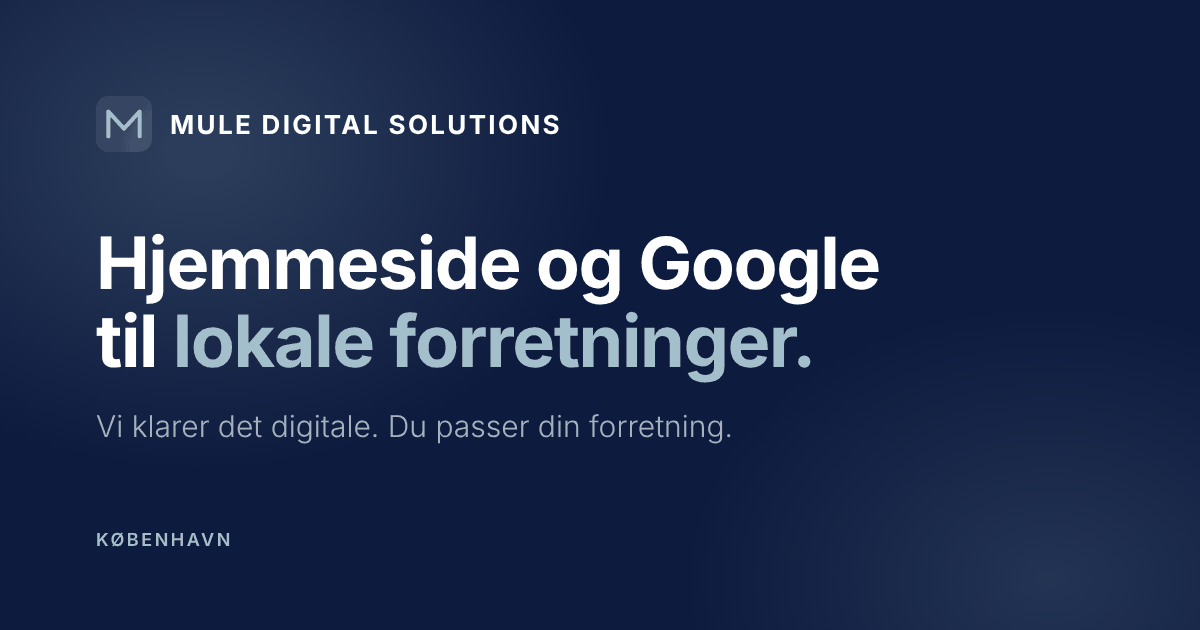 M
MULE DIGITAL SOLUTIONS
Hjemmeside og Google
til lokale forretninger.
Vi klarer det digitale. Du passer din forretning.
KØBENHAVN